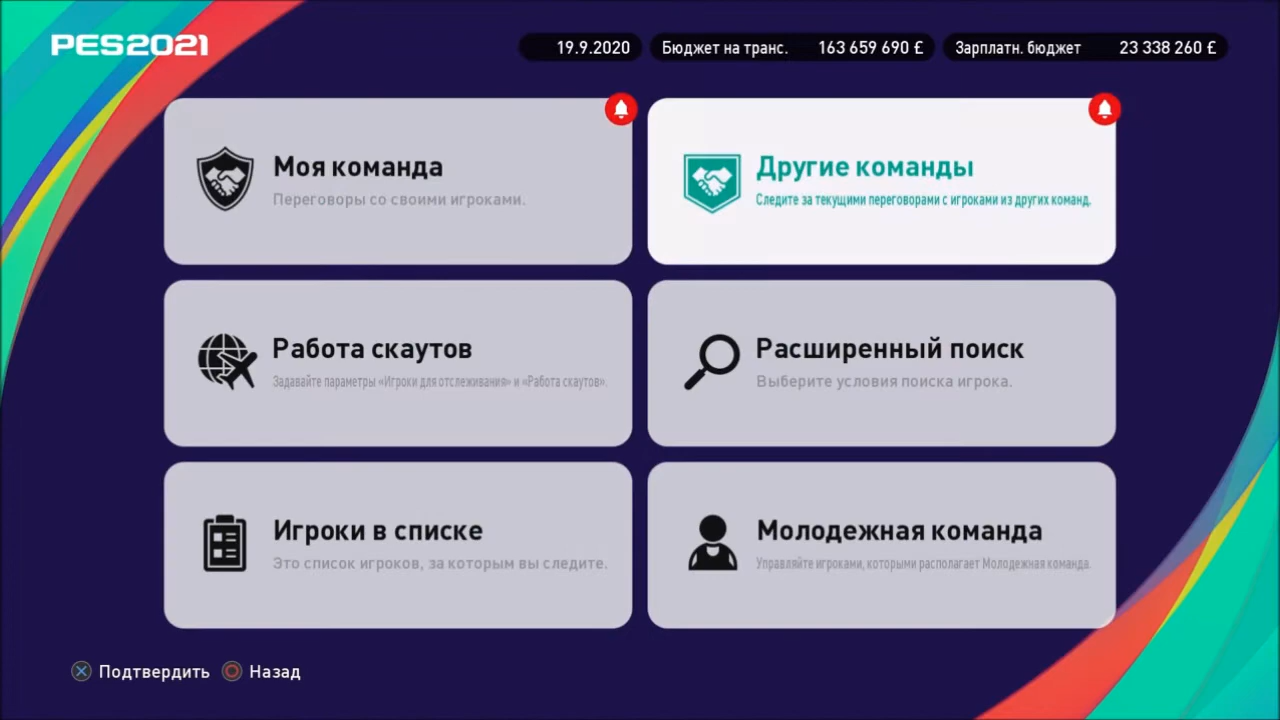 PES2021
19.9.2020
Бюджет на транс. 163 659 690 £
Зарплатн. бюджет 23 338 260 £
Моя команда
Переговоры со своими игроками.
Другие команды
Следите за текущими переговорами с игроками из других команд.
Работа скаутов
Задавайте параметры «Игроки для отслеживания» и «Работа скаутов».
Расширенный поиск
Выберите условия поиска игрока.
Игроки в списке
Это список игроков, за которым вы следите.
Молодежная команда
Управляйте игроками, которыми располагает Молодежная команда.
Подтвердить
Назад